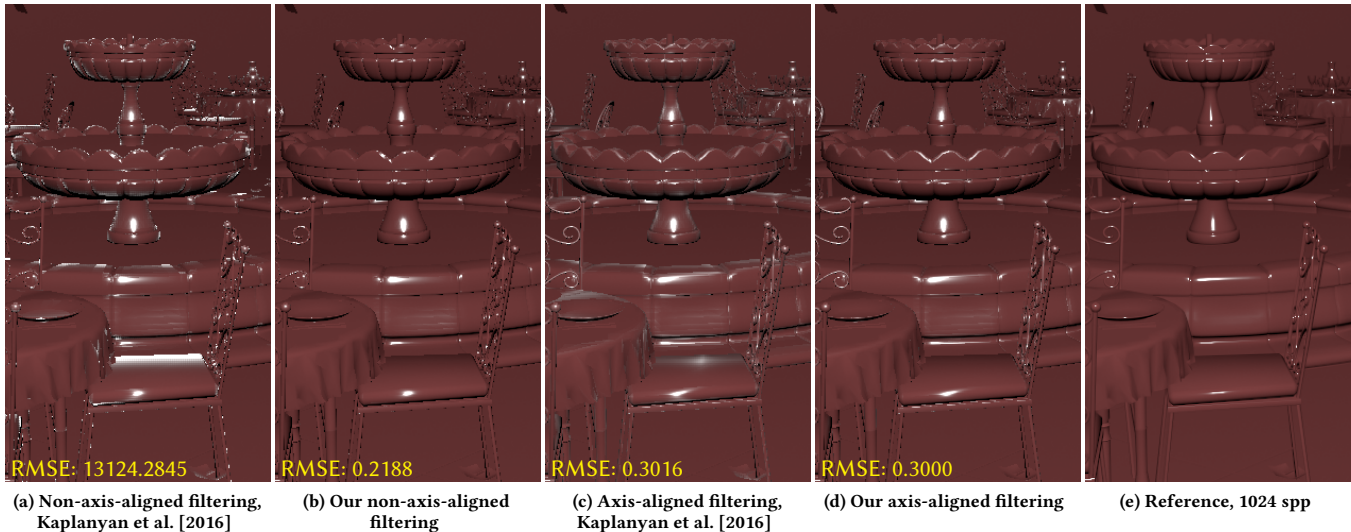 RMSE: 13124.2845
RMSE: 0.2188
RMSE: 0.3016
RMSE: 0.3000
(a) Non-axis-aligned filtering,
Kaplanyan et al. [2016]
(b) Our non-axis-aligned
filtering
(c) Axis-aligned filtering,
Kaplanyan et al. [2016]
(d) Our axis-aligned filtering
(e) Reference, 1024 spp